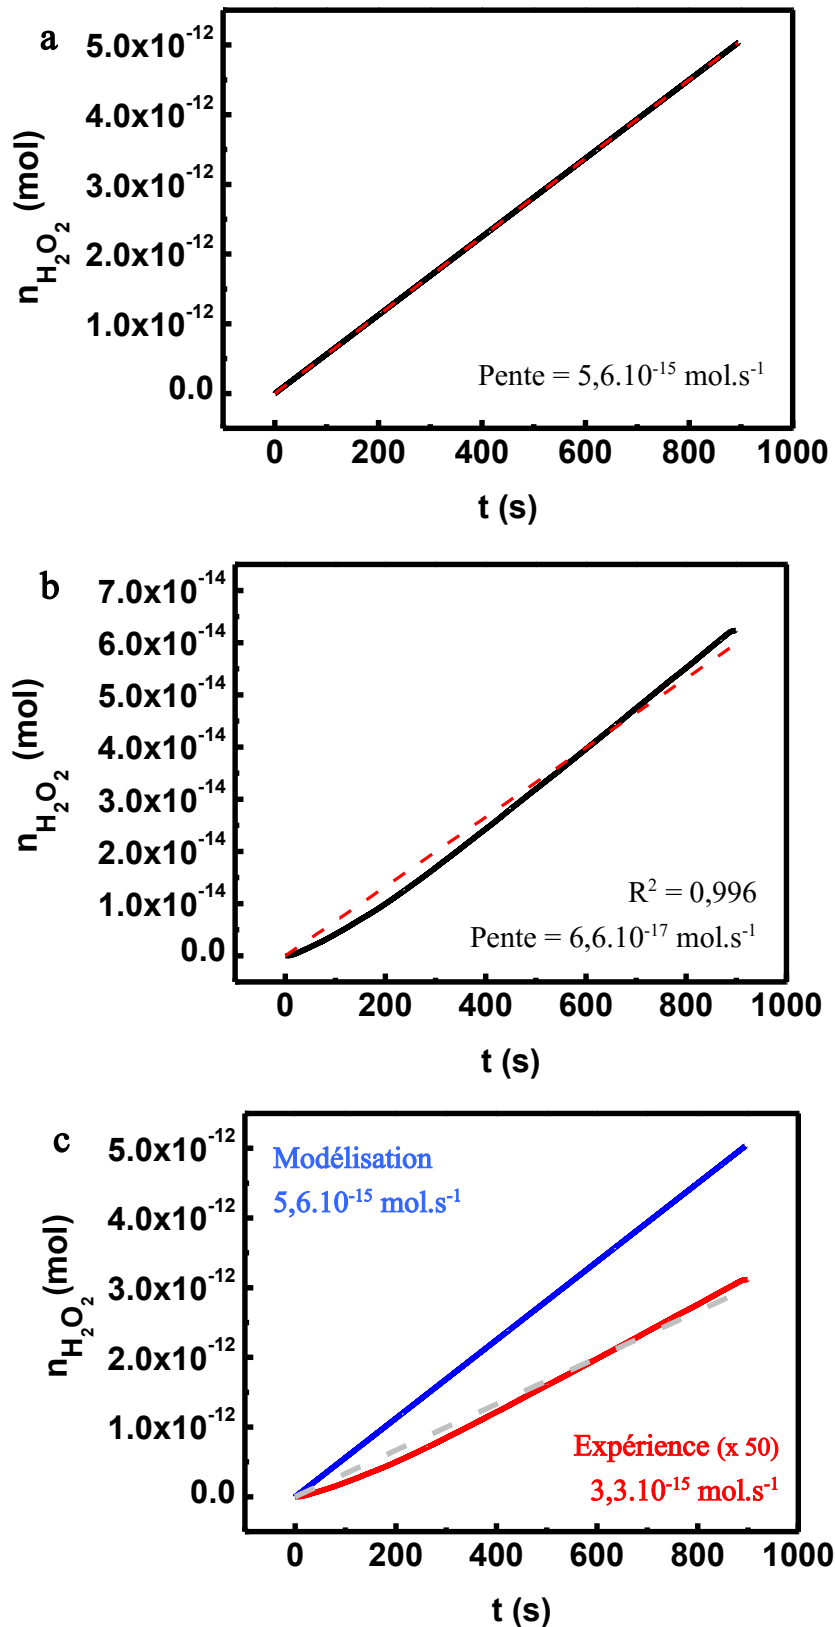 a
5.0x10⁻¹²
4.0x10⁻¹²
3.0x10⁻¹²
2.0x10⁻¹²
1.0x10⁻¹²
0.0
n H₂O₂ (mol)
Pente = 5,6.10⁻¹⁵ mol.s⁻¹
0 200 400 600 800 1000
t (s)
b
7.0x10⁻¹⁴
6.0x10⁻¹⁴
5.0x10⁻¹⁴
4.0x10⁻¹⁴
3.0x10⁻¹⁴
2.0x10⁻¹⁴
1.0x10⁻¹⁴
0.0
n H₂O₂ (mol)
R² = 0,996
Pente = 6,6.10⁻¹⁷ mol.s⁻¹
0 200 400 600 800 1000
t (s)
c
5.0x10⁻¹²
4.0x10⁻¹²
3.0x10⁻¹²
2.0x10⁻¹²
1.0x10⁻¹²
0.0
n H₂O₂ (mol)
Modélisation
5,6.10⁻¹⁵ mol.s⁻¹
Expérience (x 50)
3,3.10⁻¹⁵ mol.s⁻¹
0 200 400 600 800 1000
t (s)